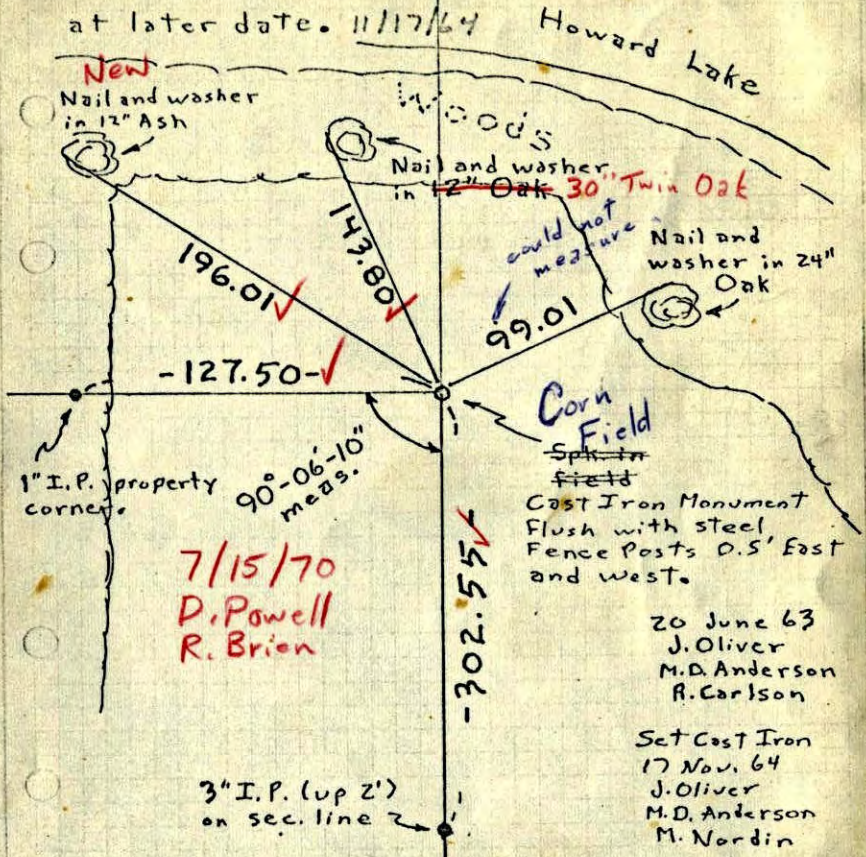 at later date. 11/17/64
Howard Lake
New
Nail and washer
in 12" Ash
Woods
Nail and washer
in 12" Oak 30" Twin Oak
could not
measure
Nail and
washer in 24"
Oak
196.01✓
143.80✓
99.01
-127.50-✓
1" I.P. property
corner.
90°-06'-10"
meas.
Corn
Field
Spk. in
Field
Cast Iron Monument
Flush with steel
Fence Posts 0.5' East
and west.
7/15/70
D. Powell
R. Brien
-302.55-✓
20 June 63
J. Oliver
M.D. Anderson
R. Carlson
Set Cast Iron
17 Nov. 64
J. Oliver
M.D. Anderson
M. Nordin
3" I.P. (up 2')
on sec. line